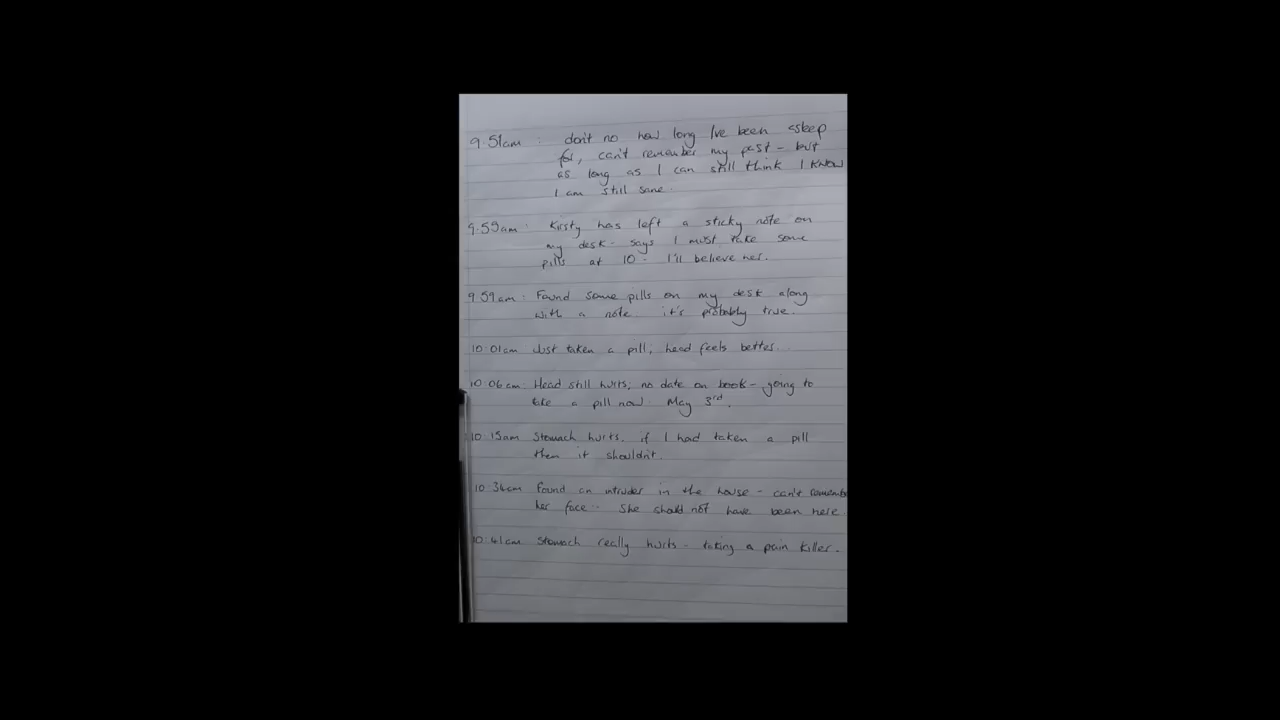 9.51am : don't no how long Ive been asleep
for, can't remember my past - but
as long as I can still think I KNOW
I am still sane.
9.55am : Kirsty has left a sticky note on
my desk - says I must take some
pills at 10 - I'll believe her.
9.59am : Found some pills on my desk along
with a note. it's probably true.
10.01am Just taken a pill; head feels better...
10.06am: Head still hurts; no date on book - going to
take a pill now. May 3rd.
10.15am Stomach hurts. if I had taken a pill
then it shouldn't.
10.34am Found an intruder in the house - can't remember
her face - She should not have been here.
10.41am Stomach really hurts - taking a pain killer.